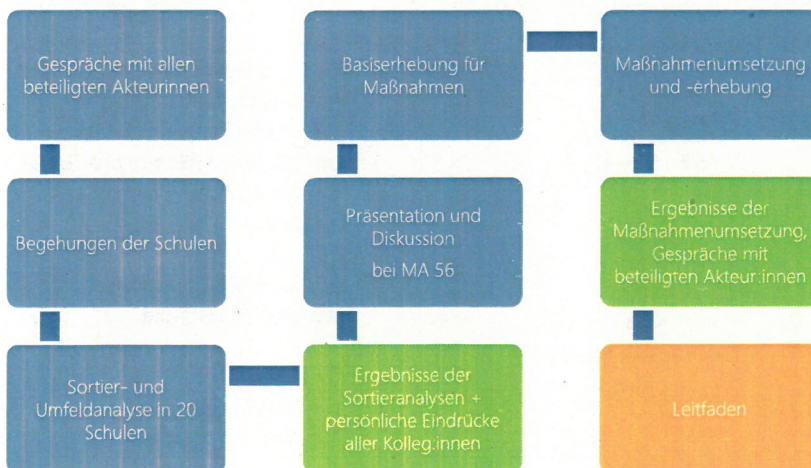 Gespräche mit allen
beteiligten Akteurinnen
Begehungen der Schulen
Sortier- und
Umfeldanalyse in 20
Schulen
Ergebnisse der
Sortieranalysen +
persönliche Eindrücke
aller Kolleg:innen
Präsentation und
Diskussion
bei MA 56
Basiserhebung für
Maßnahmen
Maßnahmenumsetzung
und -erhebung
Ergebnisse der
Maßnahmenumsetzung,
Gespräche mit
beteiligten Akteur:innen
Leitfaden